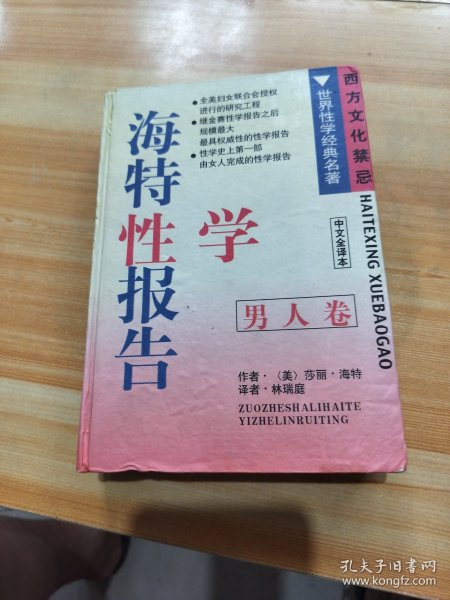 西方文化禁忌
世界性学经典名著
HAITEXING XUEBAOGAO
中文全译本
●全美妇女联合会授权
进行的研究工程
●继金赛性学报告之后
规模最大
最具权威性的性学报告
●性学史上第一部
由女人完成的性学报告
海特性学报告
男人卷
作者·〈美〉莎丽·海特
译者·林瑞庭
ZUOZHESHALIHAITE
YIZHELINRUITING
孔夫子旧书网
www.kongfz.com